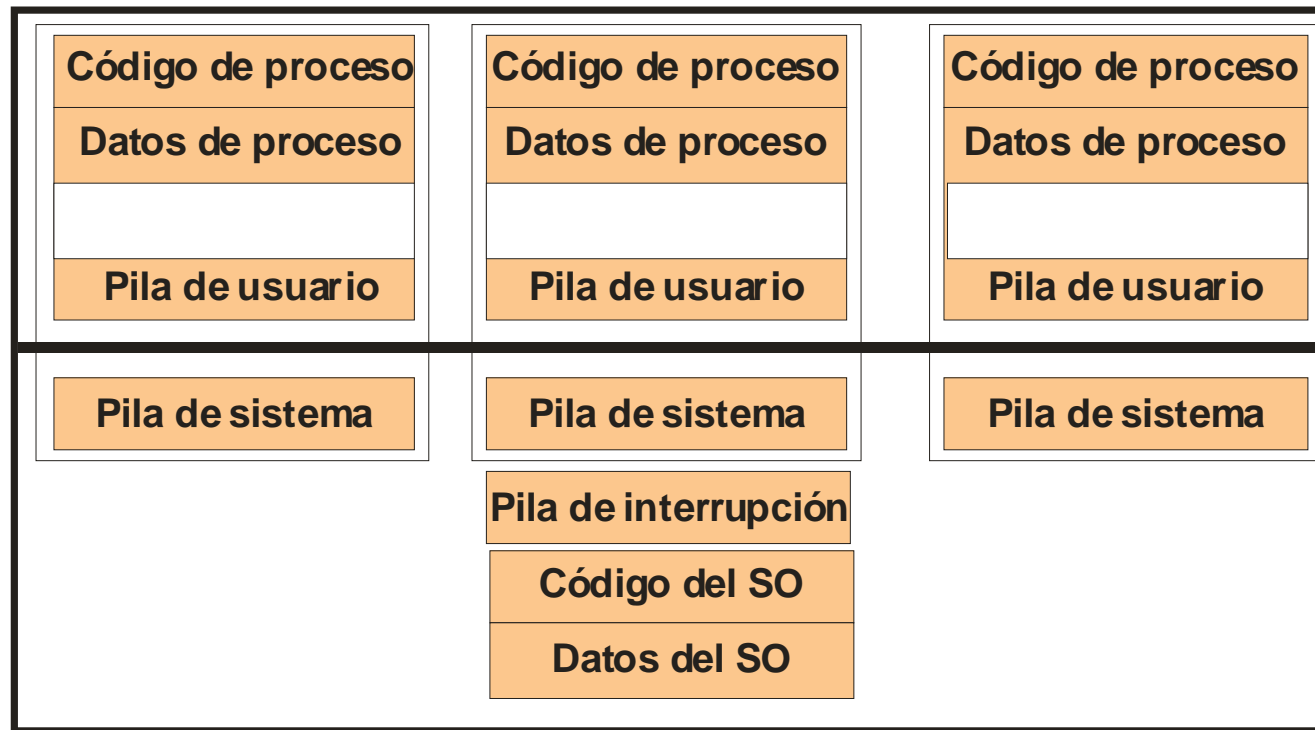 Código de proceso
Código de proceso
Código de proceso
Datos de proceso
Datos de proceso
Datos de proceso
Pila de usuario
Pila de usuario
Pila de usuario
Pila de sistema
Pila de sistema
Pila de sistema
Pila de interrupción
Código del SO
Datos del SO